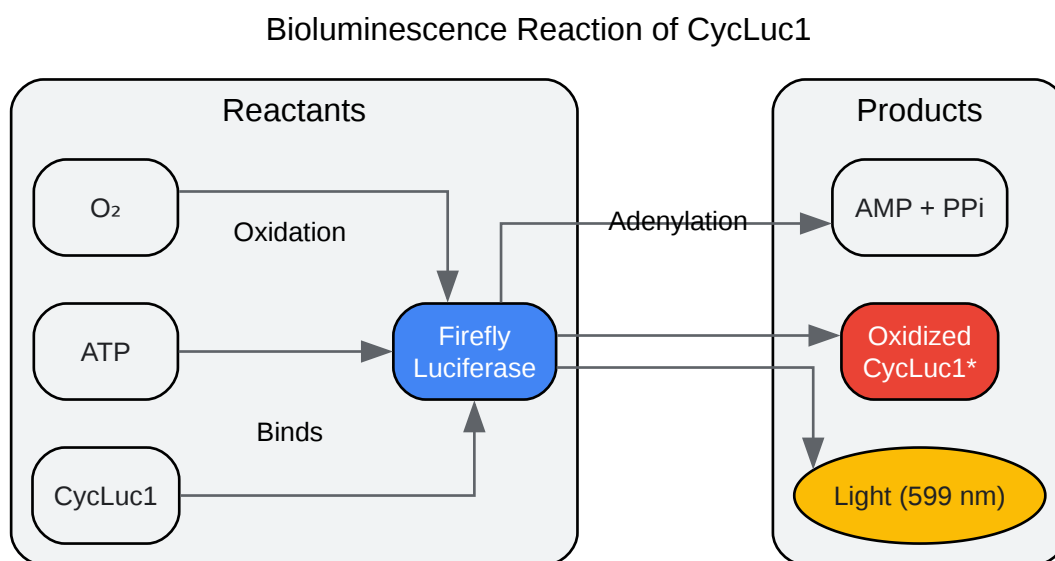 Bioluminescence Reaction of CycLuc1
Reactants
Products
O₂
Oxidation
Adenylation
AMP + PPi
ATP
Firefly
Luciferase
Oxidized
CycLuc1*
Binds
CycLuc1
Light (599 nm)